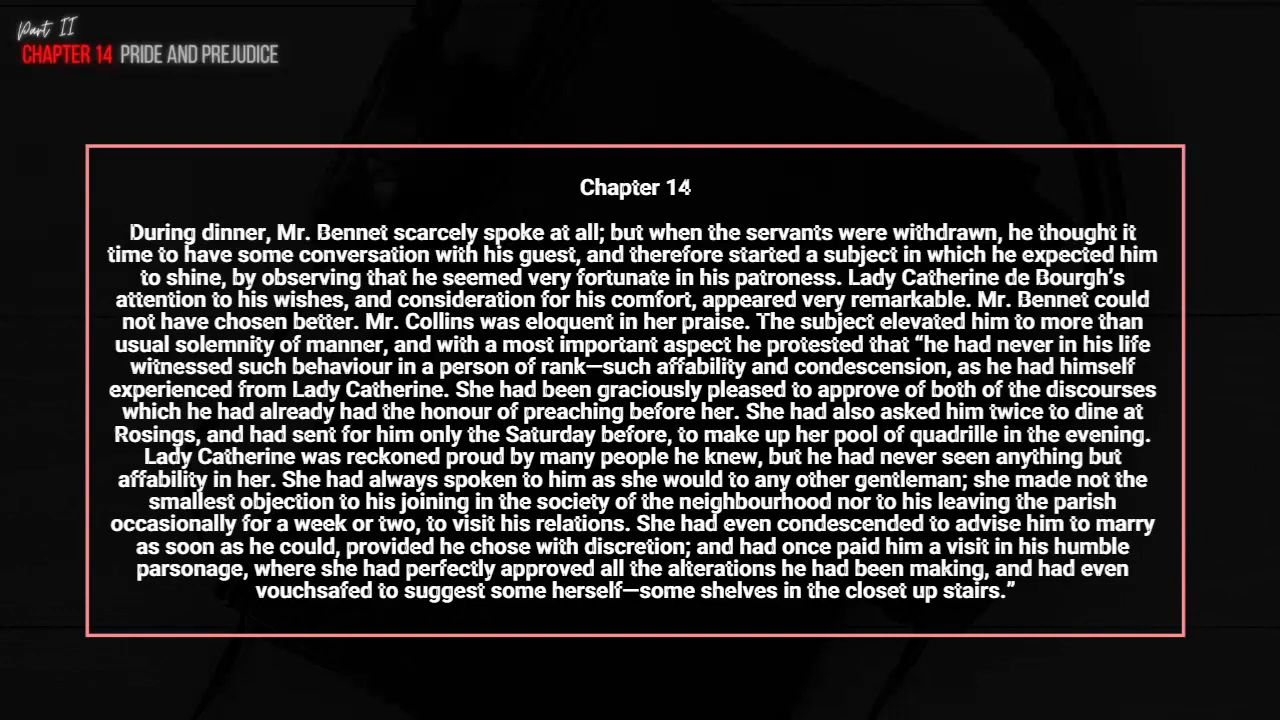 Part II
CHAPTER 14 PRIDE AND PREJUDICE
Chapter 14
During dinner, Mr. Bennet scarcely spoke at all; but when the servants were withdrawn, he thought it
time to have some conversation with his guest, and therefore started a subject in which he expected him
to shine, by observing that he seemed very fortunate in his patroness. Lady Catherine de Bourgh’s
attention to his wishes, and consideration for his comfort, appeared very remarkable. Mr. Bennet could
not have chosen better. Mr. Collins was eloquent in her praise. The subject elevated him to more than
usual solemnity of manner, and with a most important aspect he protested that “he had never in his life
witnessed such behaviour in a person of rank—such affability and condescension, as he had himself
experienced from Lady Catherine. She had been graciously pleased to approve of both of the discourses
which he had already had the honour of preaching before her. She had also asked him twice to dine at
Rosings, and had sent for him only the Saturday before, to make up her pool of quadrille in the evening.
Lady Catherine was reckoned proud by many people he knew, but he had never seen anything but
affability in her. She had always spoken to him as she would to any other gentleman; she made not the
smallest objection to his joining in the society of the neighbourhood nor to his leaving the parish
occasionally for a week or two, to visit his relations. She had even condescended to advise him to marry
as soon as he could, provided he chose with discretion; and had once paid him a visit in his humble
parsonage, where she had perfectly approved all the alterations he had been making, and had even
vouchsafed to suggest some herself—some shelves in the closet up stairs.”